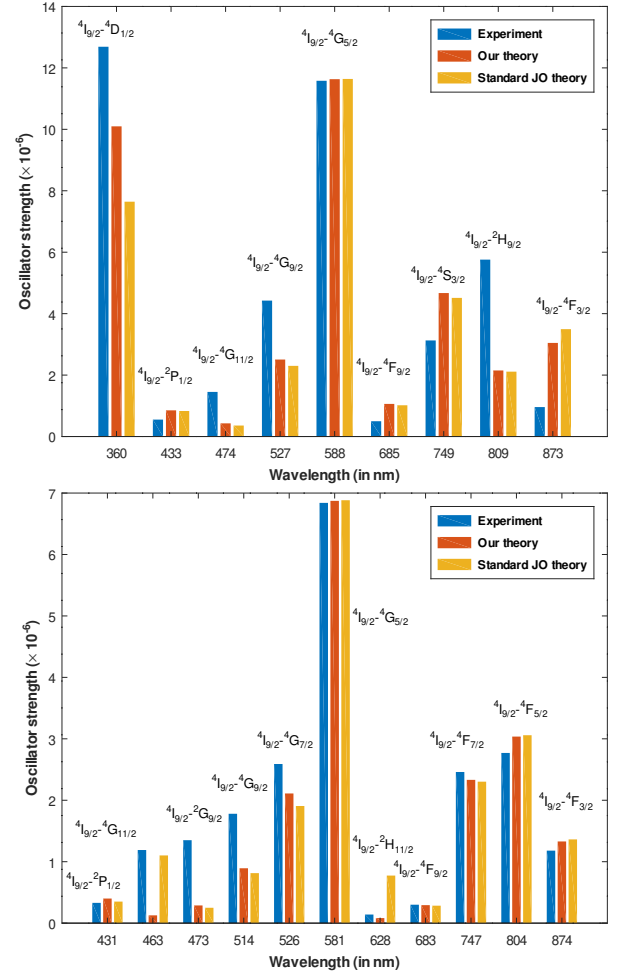 ⁴I₉/₂-⁴D₁/₂
⁴I₉/₂-⁴G₅/₂
Experiment
Our theory
Standard JO theory
14
12
10
8
6
4
2
0
Oscillator strength (× 10⁻⁶)
⁴I₉/₂-⁴G₉/₂
⁴I₉/₂-⁴S₃/₂
⁴I₉/₂-²H₉/₂
⁴I₉/₂-⁴F₃/₂
⁴I₉/₂-²P₁/₂
⁴I₉/₂-⁴G₁₁/₂
⁴I₉/₂-⁴F₉/₂
360 433 474 527 588 685 749 809 873
Wavelength (in nm)
7
6
5
4
3
2
1
0
Oscillator strength (× 10⁻⁶)
Experiment
Our theory
Standard JO theory
⁴I₉/₂-⁴G₅/₂
⁴I₉/₂-⁴G₇/₂
⁴I₉/₂-⁴F₇/₂
⁴I₉/₂-⁴F₅/₂
⁴I₉/₂-⁴G₁₁/₂
⁴I₉/₂-²G₉/₂
⁴I₉/₂-⁴G₉/₂
⁴I₉/₂-²H₁₁/₂
⁴I₉/₂-⁴F₃/₂
⁴I₉/₂-²P₁/₂
⁴I₉/₂-⁴F₉/₂
431 463 473 514 526 581 628 683 747 804 874
Wavelength (in nm)